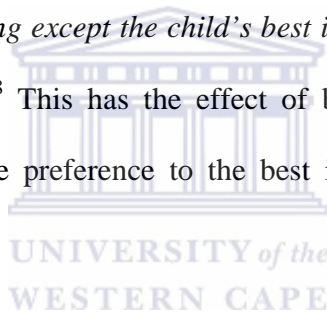 ng except the child's best i
8 This has the effect of b
e preference to the best
UNIVERSITY of the
WESTERN CAPE